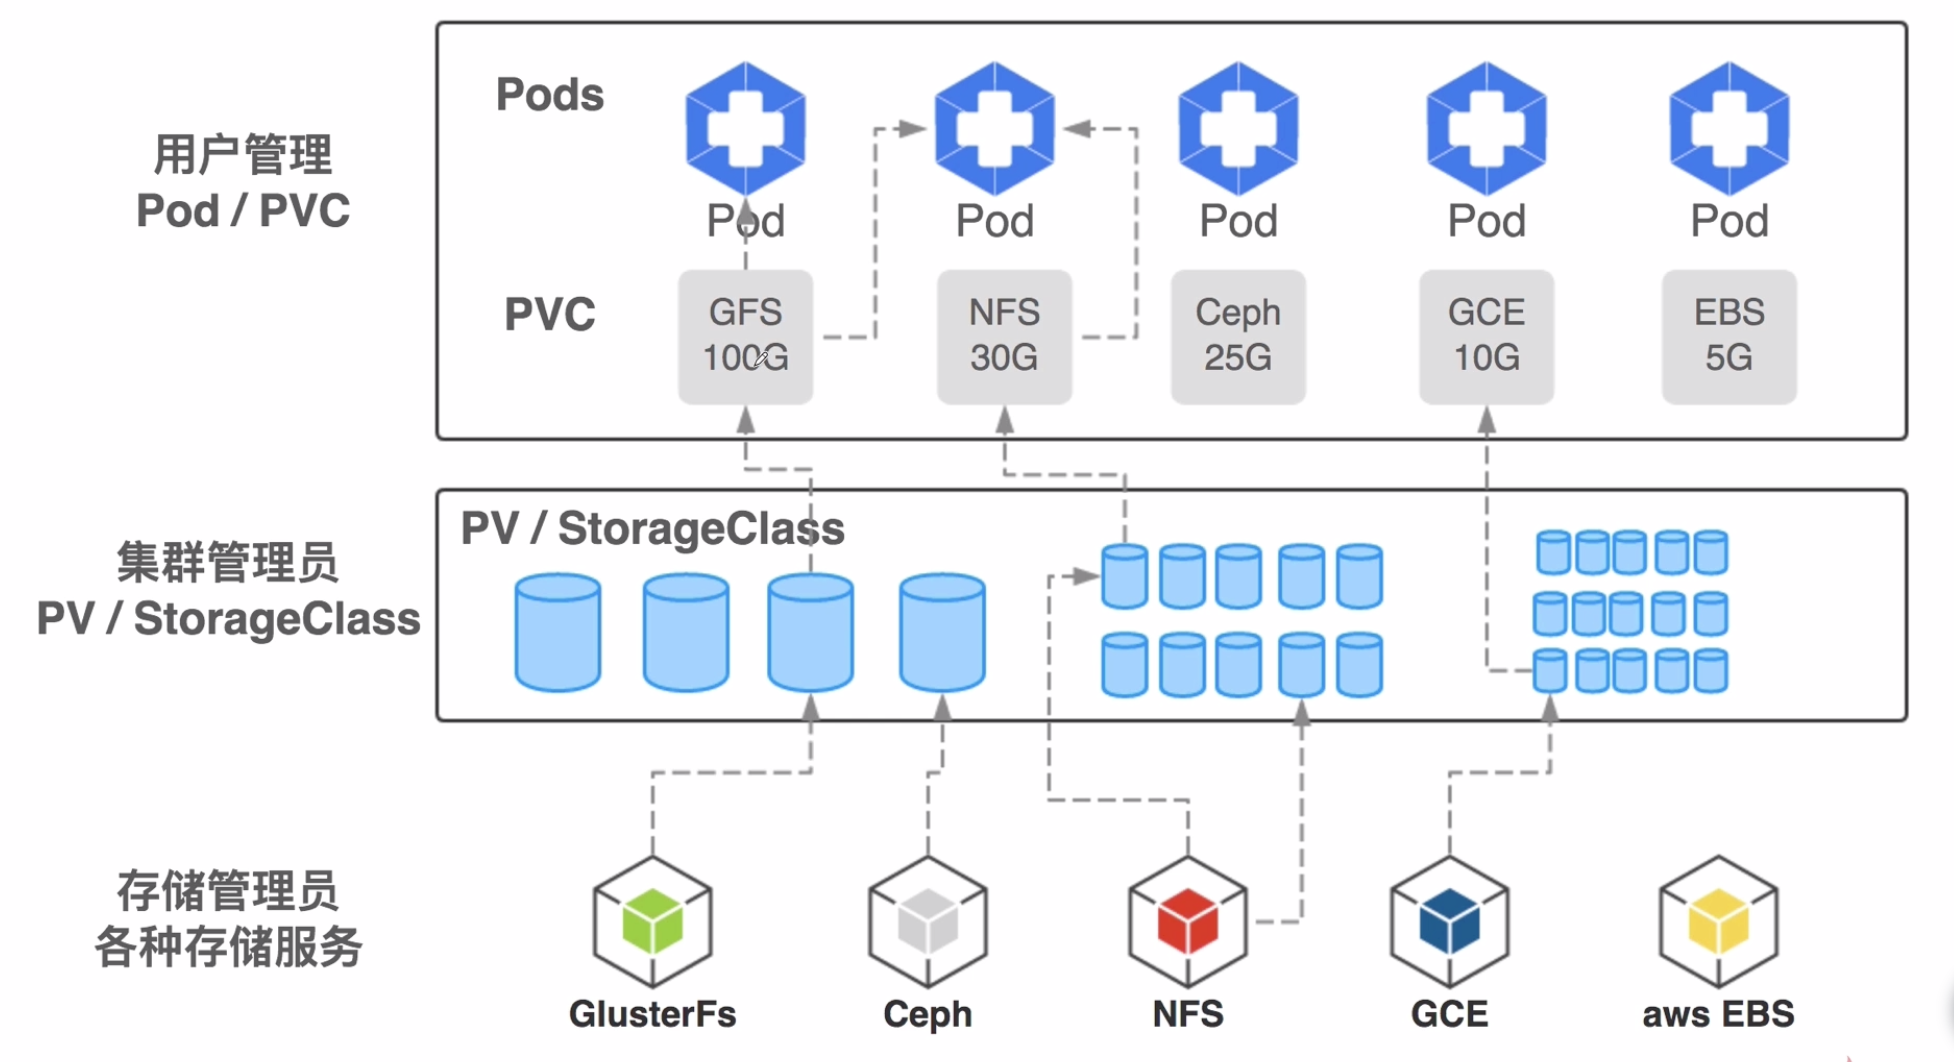 用户管理
Pod / PVC
Pods
Pod
Pod
Pod
Pod
Pod
PVC
GFS
100G
NFS
30G
Ceph
25G
GCE
10G
EBS
5G
集群管理员
PV / StorageClass
PV / StorageClass
存储管理员
各种存储服务
GlusterFs
Ceph
NFS
GCE
aws EBS